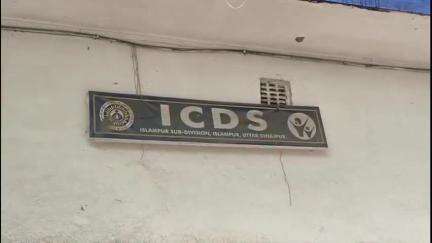 ICDS
ISLAMPUR SUB-DIVISION, ISLAMPUR, UTTAR DINAJPUR